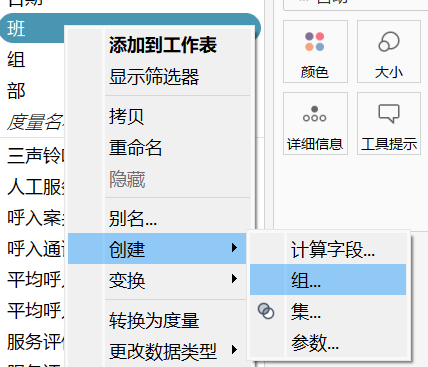 班
组
部
度量名
三声铃
人工服
呼入案
呼入通
平均呼
平均呼
服务评
添加到工作表
显示筛选器
拷贝
重命名
隐藏
别名...
创建
变换
转换为度量
更改数据类型
计算字段...
组...
集...
参数...
颜色
大小
详细信息
工具提示